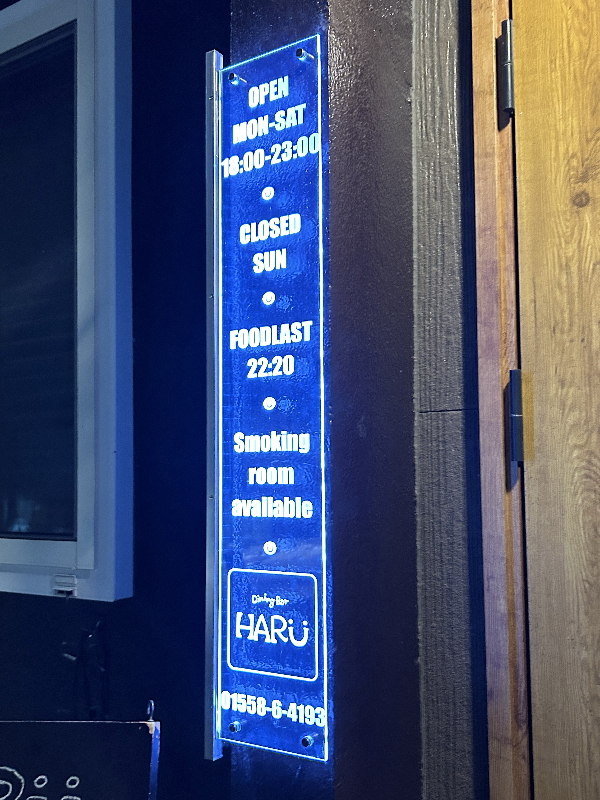 OPEN
MON-SAT
18:00-23:00
CLOSED
SUN
FOODLAST
22:20
Smoking
room
available
Dining Bar
HARÜ
01558-6-4193